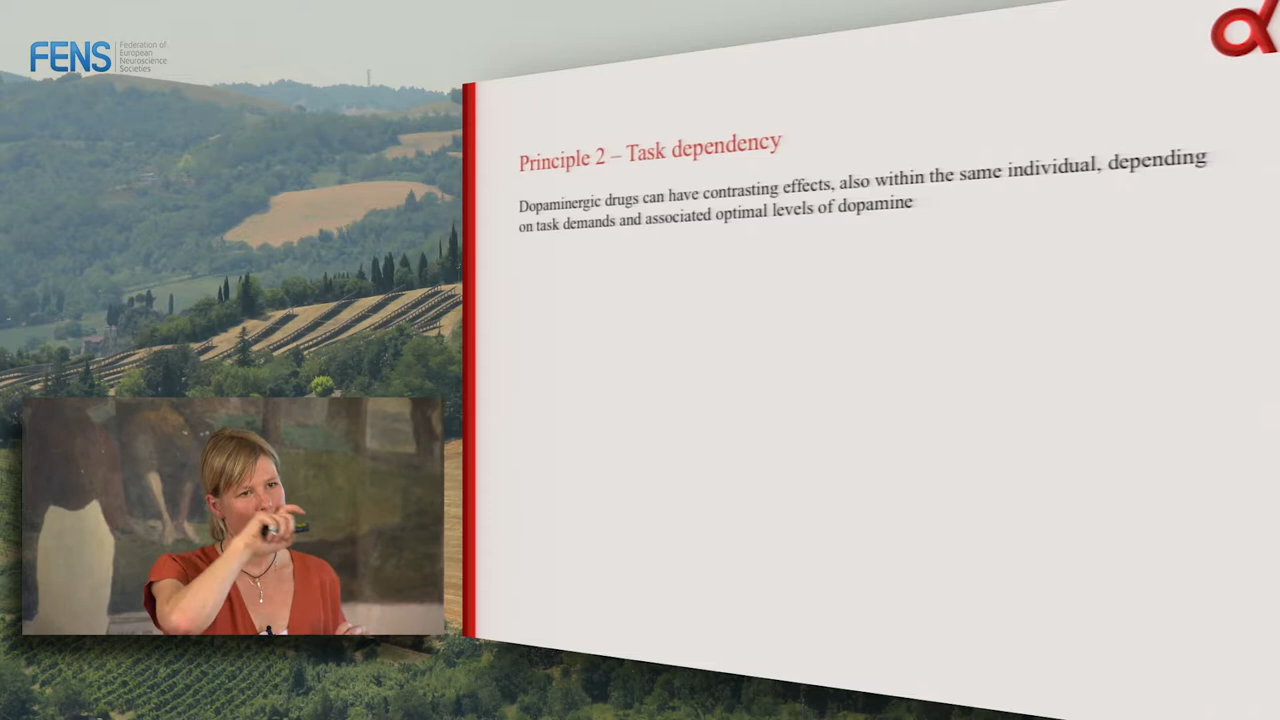 FENS
Federation of
European
Neuroscience
Societies
Principle 2 – Task dependency
Dopaminergic drugs can have contrasting effects, also within the same individual, depending
on task demands and associated optimal levels of dopamine